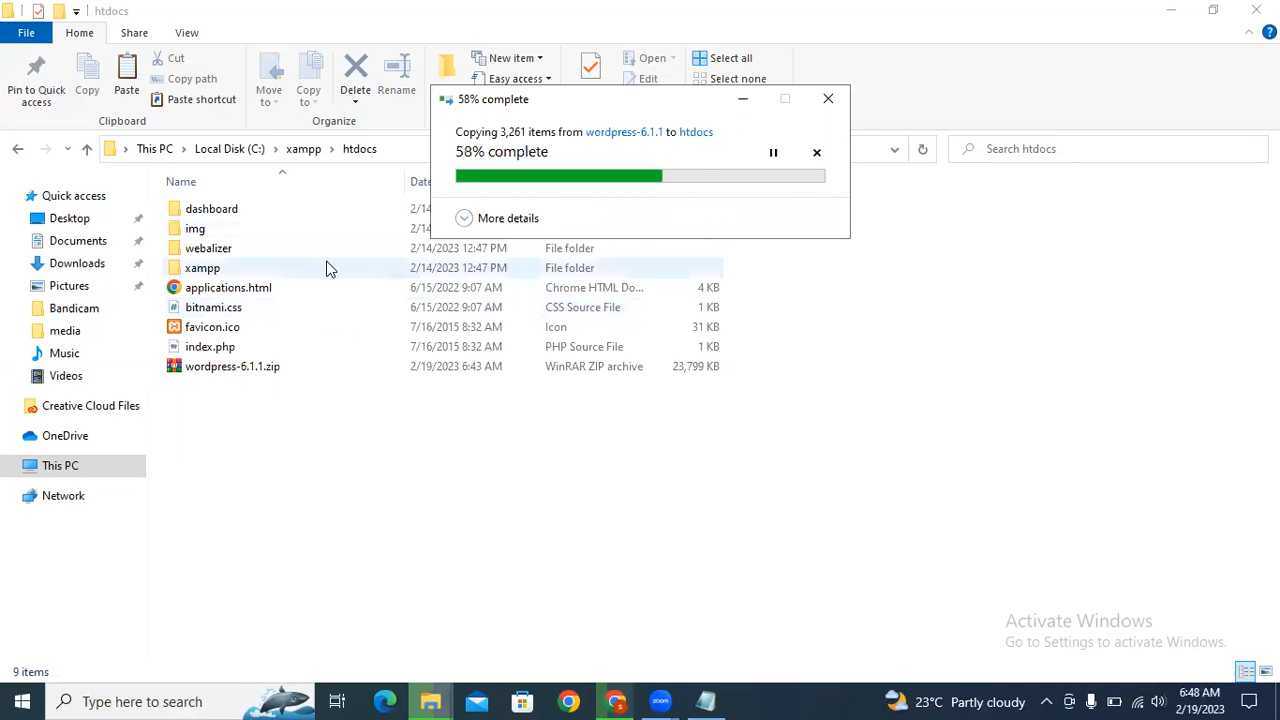 htdocs
File
Home
Share
View
Pin to Quick access
Copy
Paste
Cut
Copy path
Paste shortcut
Clipboard
Move to
Copy to
Delete
Rename
Organize
New item
Easy access
Open
Edit
Select all
Select none
58% complete
Copying 3,261 items from wordpress-6.1.1 to htdocs
58% complete
More details
This PC > Local Disk (C:) > xampp > htdocs
Search htdocs
Name
Dat
Quick access
Desktop
Documents
Downloads
Pictures
Bandicam
media
Music
Videos
Creative Cloud Files
OneDrive
This PC
Network
dashboard 2/14
img 2/14
webalizer 2/14/2023 12:47 PM File folder
xampp 2/14/2023 12:47 PM File folder
applications.html 6/15/2022 9:07 AM Chrome HTML Do... 4 KB
bitnami.css 6/15/2022 9:07 AM CSS Source File 1 KB
favicon.ico 7/16/2015 8:32 AM Icon 31 KB
index.php 7/16/2015 8:32 AM PHP Source File 1 KB
wordpress-6.1.1.zip 2/19/2023 6:43 AM WinRAR ZIP archive 23,799 KB
Activate Windows
Go to Settings to activate Windows.
9 items
Type here to search
23°C Partly cloudy
6:48 AM
2/19/2023